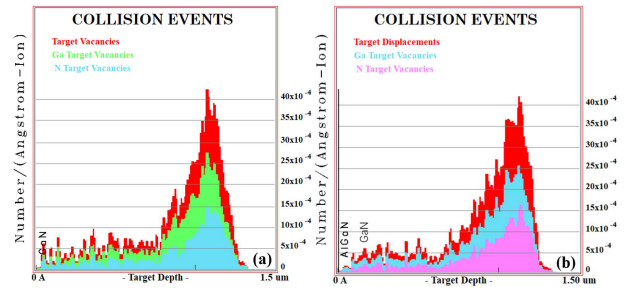 COLLISION EVENTS
Target Vacancies
Ga Target Vacancies
N Target Vacancies
Number/(Angstrom-Ion)
40x10⁻⁴
35x10⁻⁴
30x10⁻⁴
25x10⁻⁴
20x10⁻⁴
15x10⁻⁴
10x10⁻⁴
5x10⁻⁴
0
GaN
(a)
0 A
- Target Depth -
1.5 um
COLLISION EVENTS
Target Displacements
Ga Target Vacancies
N Target Vacancies
Number/(Angstrom-Ion)
40x10⁻⁴
35x10⁻⁴
30x10⁻⁴
25x10⁻⁴
20x10⁻⁴
15x10⁻⁴
10x10⁻⁴
5x10⁻⁴
0
AlGaN
GaN
(b)
0 A
- Target Depth -
1.50 um